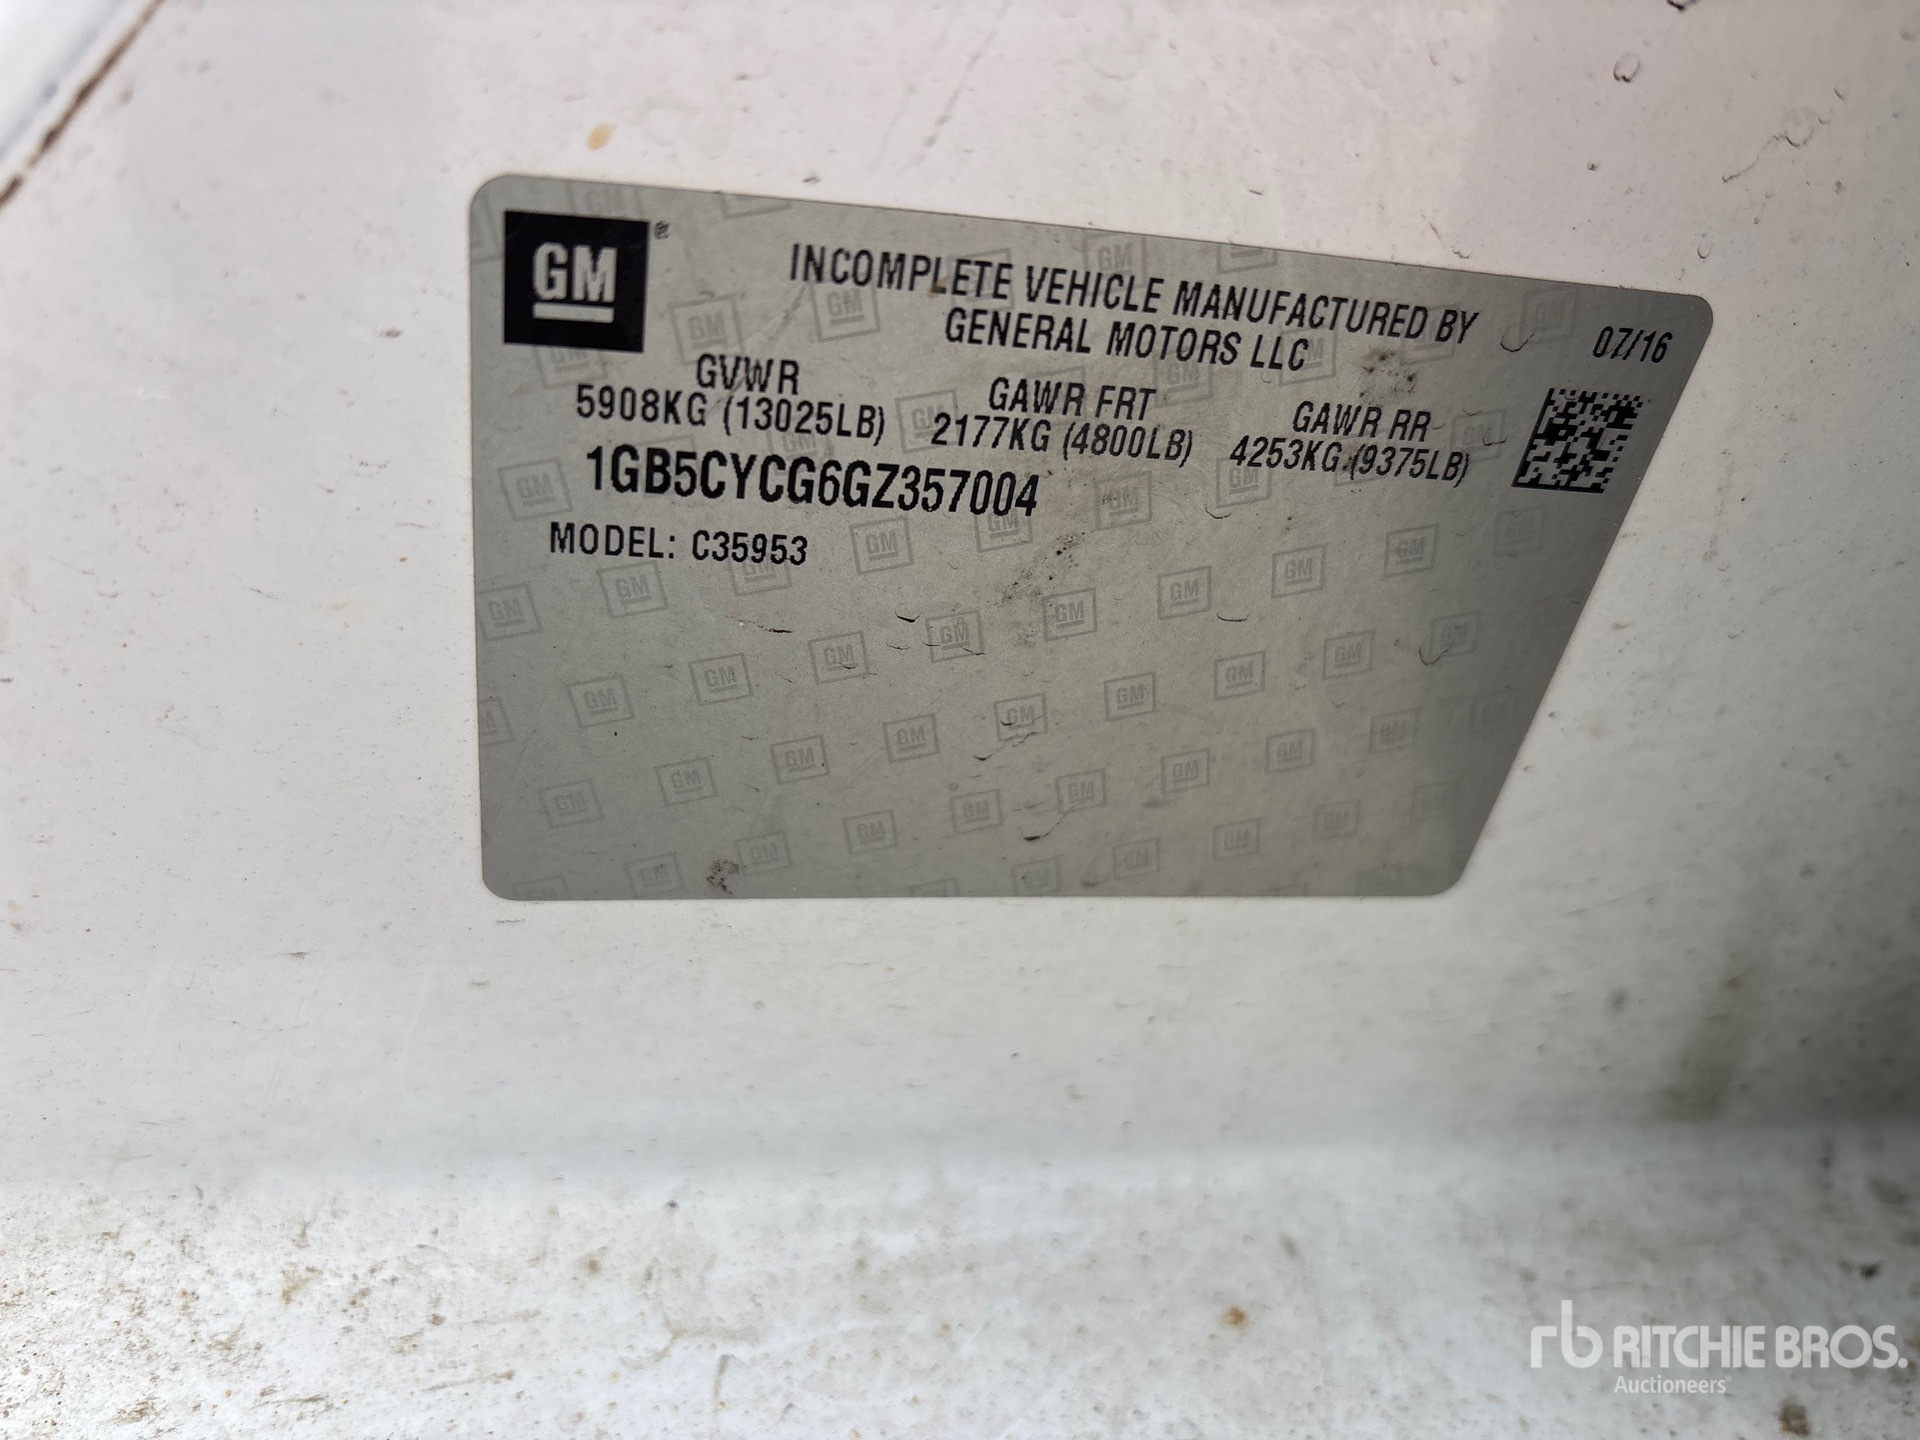 GM®
INCOMPLETE VEHICLE MANUFACTURED BY
GENERAL MOTORS LLC
07/16
GVWR
5908KG (13025LB)
GAWR FRT
2177KG (4800LB)
GAWR RR
4253KG (9375LB)
1GB5CYCG6GZ357004
MODEL: C35953
rb RITCHIE BROS.
Auctioneers